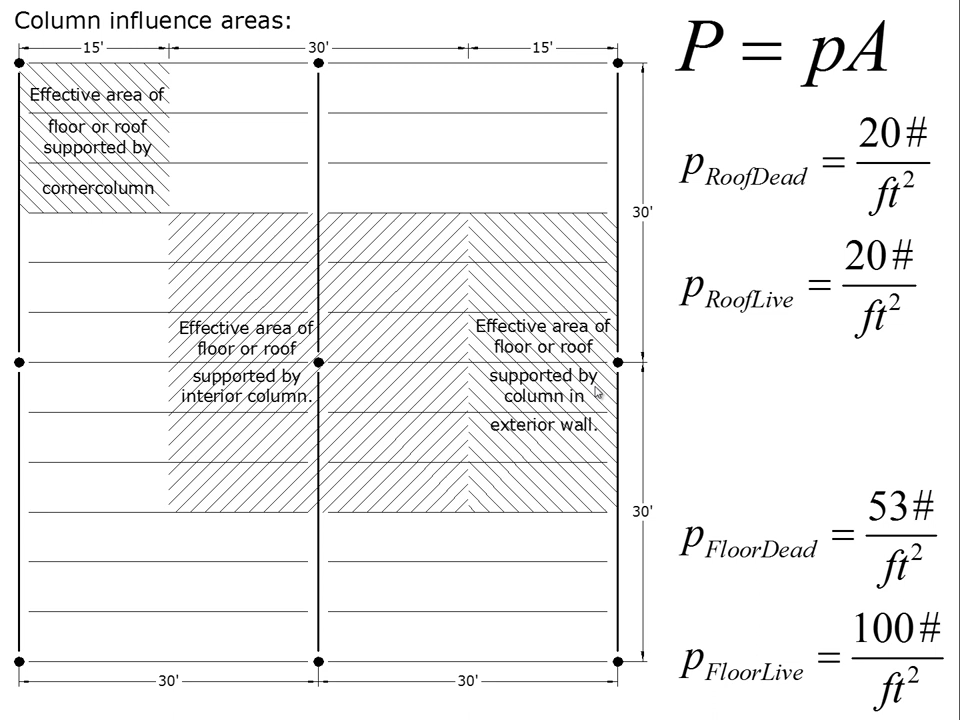 Column influence areas:
15' 30' 15'
Effective area of
floor or roof
supported by
cornercolumn
30'
Effective area of
floor or roof
supported by
interior column.
Effective area of
floor or roof
supported by
column in
exterior wall.
30'
30' 30'
P = pA
p_RoofDead = 20# / ft²
p_RoofLive = 20# / ft²
p_FloorDead = 53# / ft²
p_FloorLive = 100# / ft²